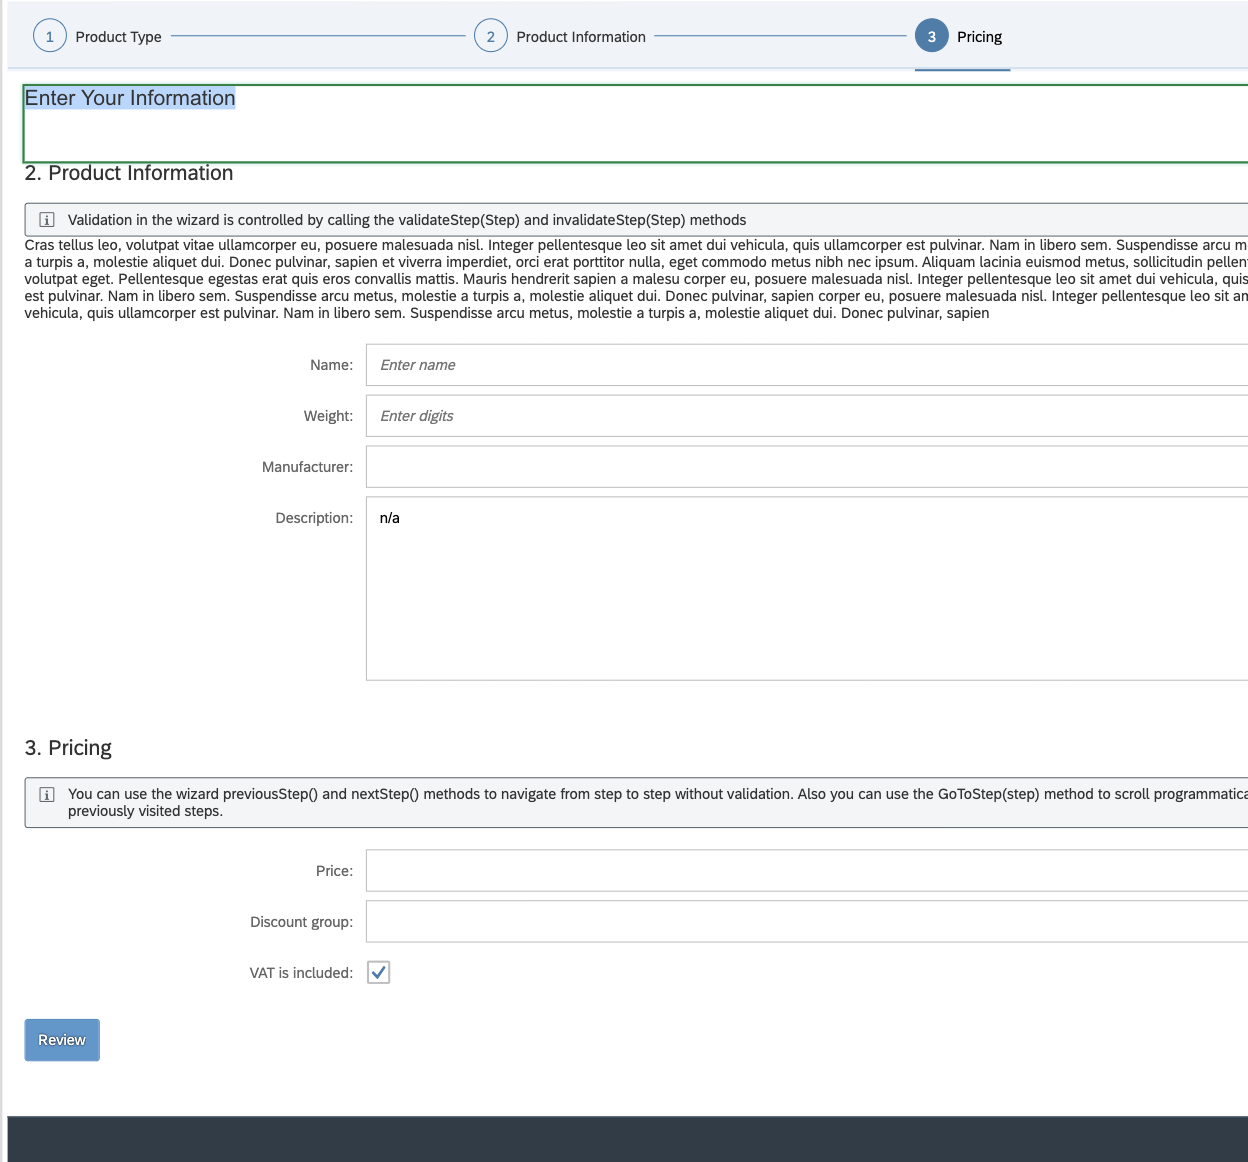 1 Product Type 2 Product Information 3 Pricing
Enter Your Information
2. Product Information
Validation in the wizard is controlled by calling the validateStep(Step) and invalidateStep(Step) methods
Cras tellus leo, volutpat vitae ullamcorper eu, posuere malesuada nisl. Integer pellentesque leo sit amet dui vehicula, quis ullamcorper est pulvinar. Nam in libero sem. Suspendisse arcu m
a turpis a, molestie aliquet dui. Donec pulvinar, sapien et viverra imperdiet, orci erat porttitor nulla, eget commodo metus nibh nec ipsum. Aliquam lacinia euismod metus, sollicitudin pellen
volutpat eget. Pellentesque egestas erat quis eros convallis mattis. Mauris hendrerit sapien a malesu corper eu, posuere malesuada nisl. Integer pellentesque leo sit amet dui vehicula, quis
est pulvinar. Nam in libero sem. Suspendisse arcu metus, molestie a turpis a, molestie aliquet dui. Donec pulvinar, sapien corper eu, posuere malesuada nisl. Integer pellentesque leo sit am
vehicula, quis ullamcorper est pulvinar. Nam in libero sem. Suspendisse arcu metus, molestie a turpis a, molestie aliquet dui. Donec pulvinar, sapien
Name: Enter name
Weight: Enter digits
Manufacturer:
Description: n/a
3. Pricing
You can use the wizard previousStep() and nextStep() methods to navigate from step to step without validation. Also you can use the GoToStep(step) method to scroll programmatica
previously visited steps.
Price:
Discount group:
VAT is included:
Review